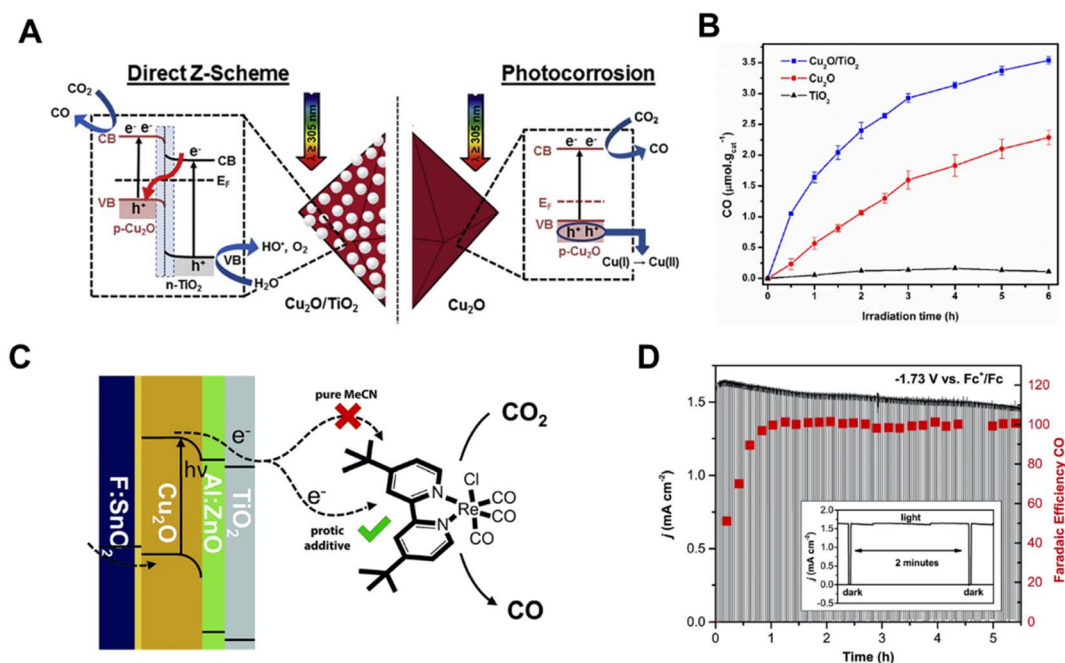 A
Direct Z-Scheme
Photocorrosion
λ ≥ 305 nm
λ ≥ 305 nm
CO₂
CO
CB
e⁻ e⁻
e⁻
CB
E_F
VB
h⁺
p-Cu₂O
h⁺
VB
n-TiO₂
HO•, O₂
H₂O
Cu₂O/TiO₂
Cu₂O
e⁻ e⁻
CB
CO₂
CO
E_F
VB
h⁺ h⁺
p-Cu₂O
Cu(I) → Cu(II)
B
Cu₂O/TiO₂
Cu₂O
TiO₂
CO (μmol.g_cat⁻¹)
3.5
3.0
2.5
2.0
1.5
1.0
0.5
0.0
0 1 2 3 4 5 6
Irradiation time (h)
C
F:SnO₂
Cu₂O
Al:ZnO
TiO₂
hν
e⁻
pure MeCN
e⁻
protic
additive
N
N
Re
Cl
CO
CO
CO
CO₂
CO
D
-1.73 V vs. Fc⁺/Fc
j (mA cm⁻²)
1.5
1.0
0.5
0.0
0 1 2 3 4 5
Time (h)
120
100
80
60
40
20
0
Faradaic Efficiency CO
j (mA cm⁻²)
2.0
1.5
1.0
0.5
0.0
-0.5
light
2 minutes
dark
dark